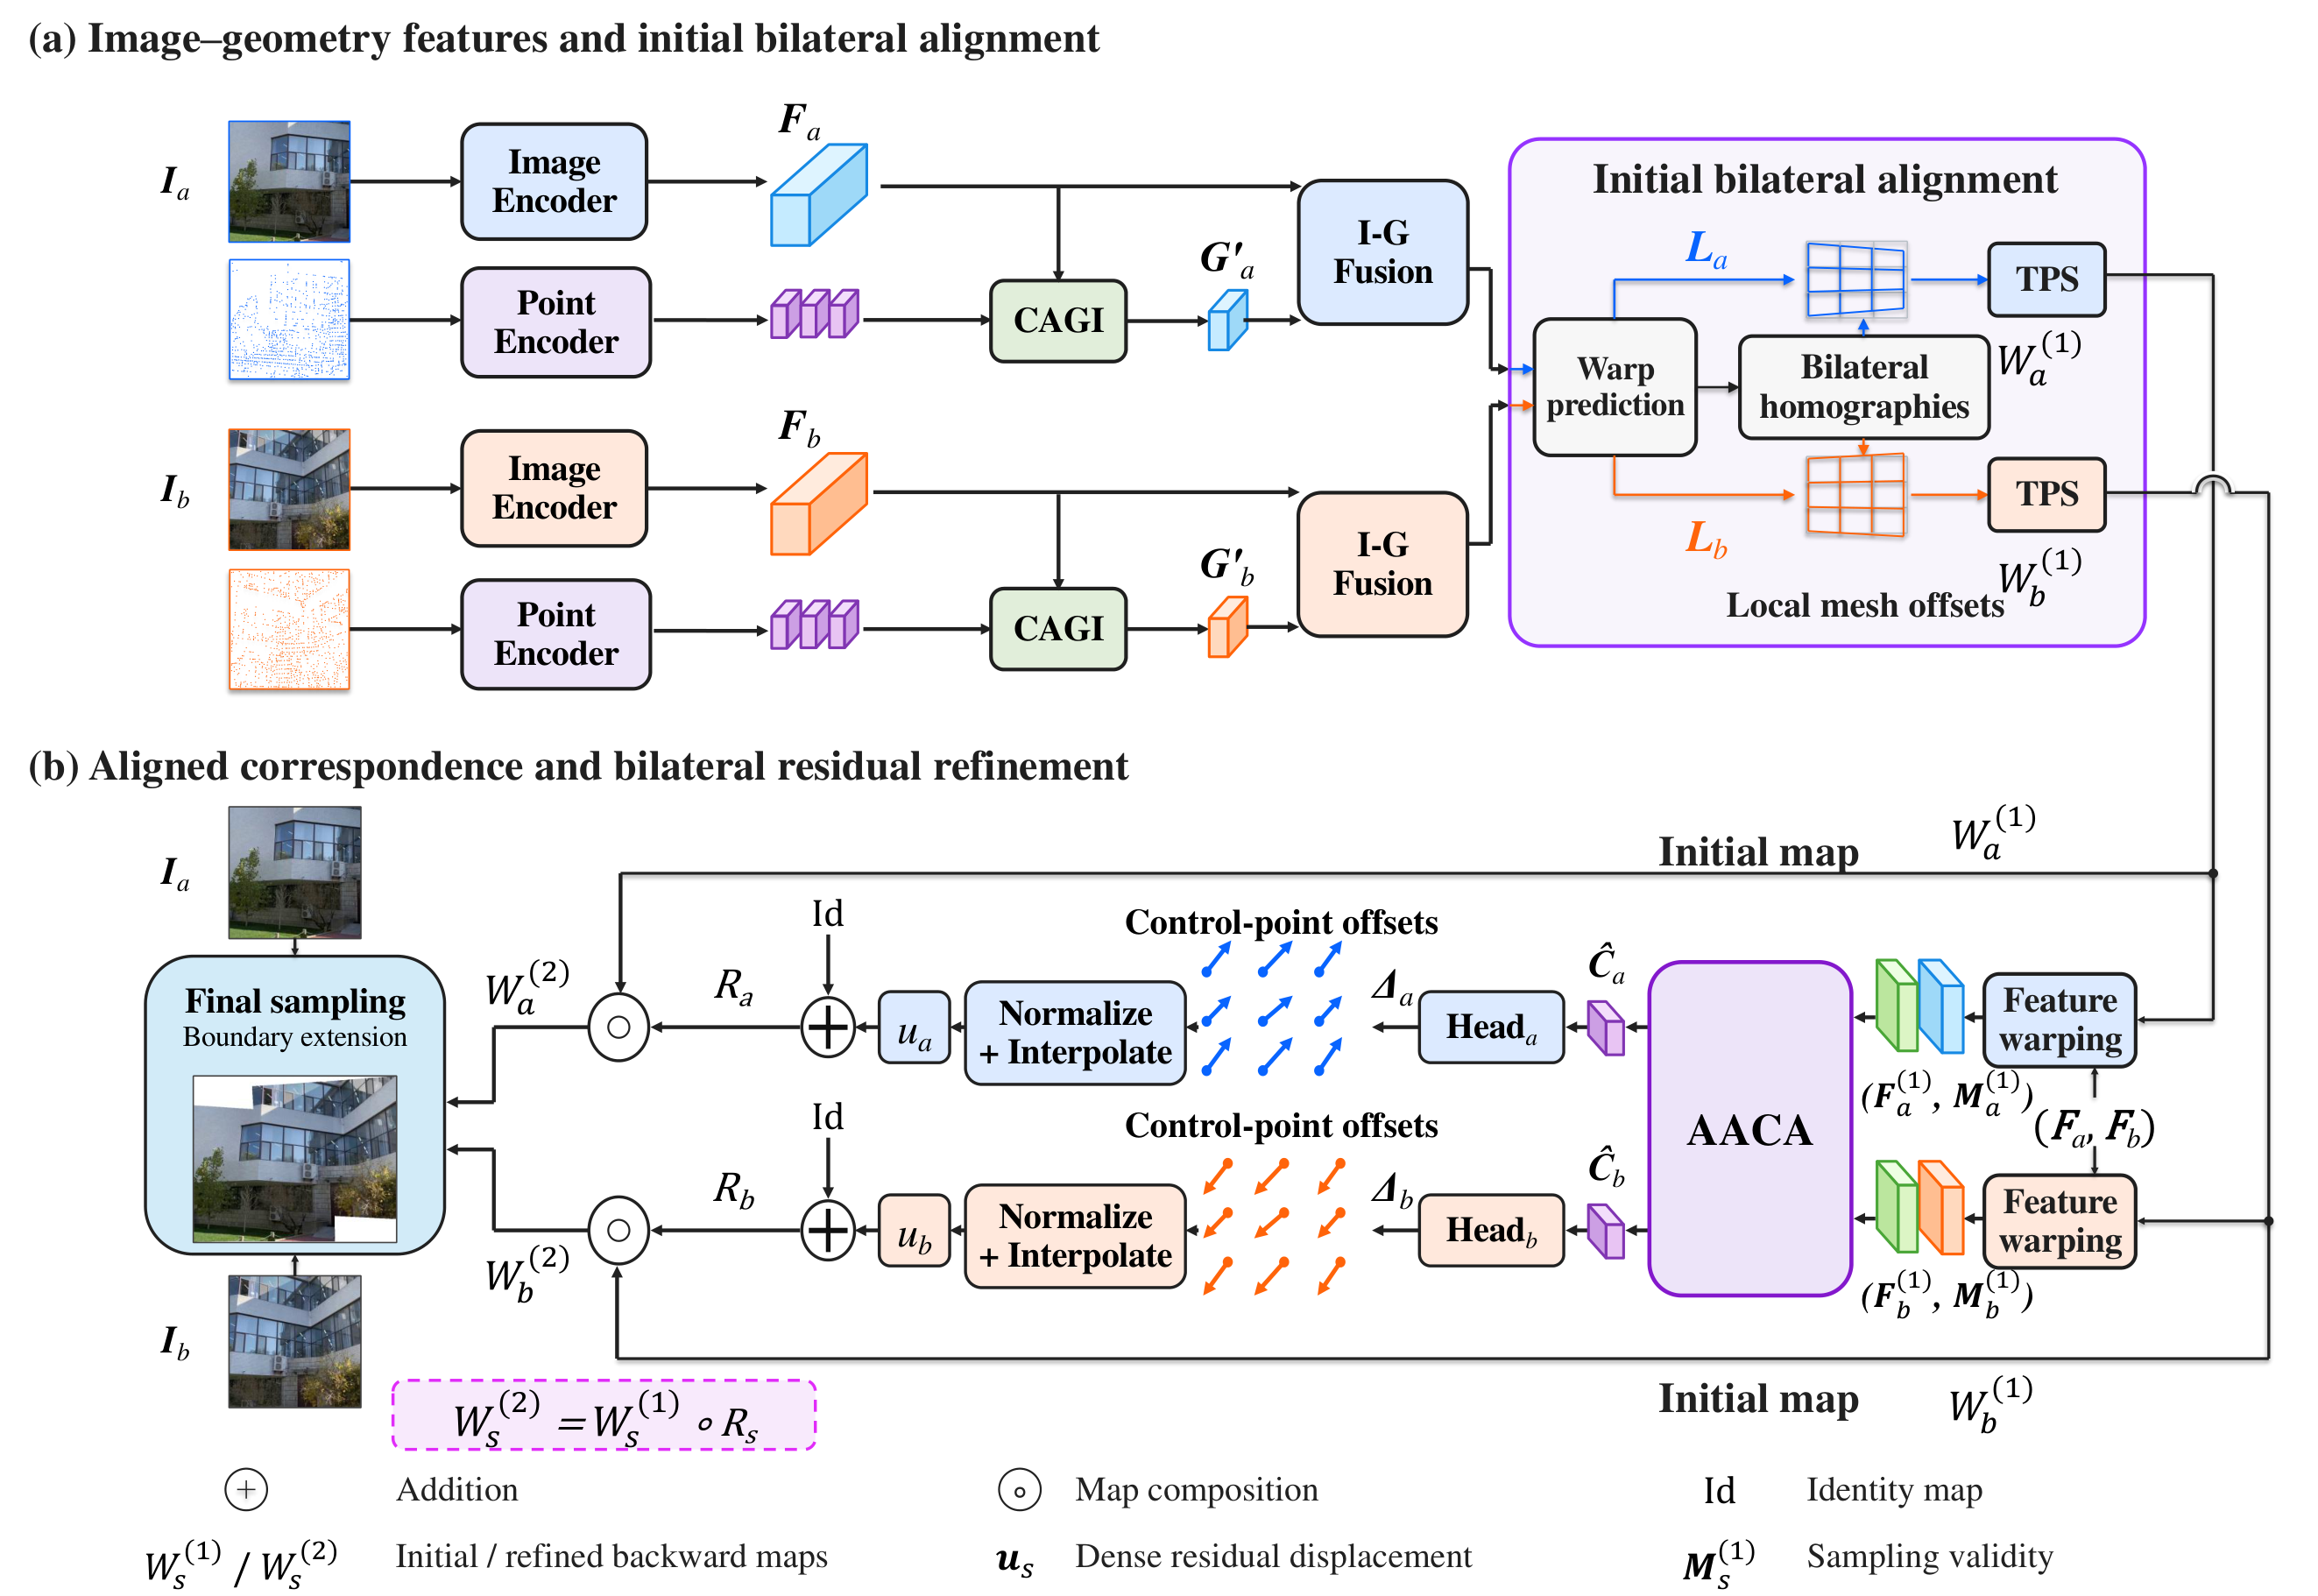 (a) Image–geometry features and initial bilateral alignment
I_a
Image
Encoder
F_a
Point
Encoder
CAGI
G'_a
I-G
Fusion
I_b
Image
Encoder
F_b
Point
Encoder
CAGI
G'_b
I-G
Fusion
Initial bilateral alignment
L_a
TPS
W_a^(1)
Warp
prediction
Bilateral
homographies
L_b
TPS
W_b^(1)
Local mesh offsets
(b) Aligned correspondence and bilateral residual refinement
Initial map W_a^(1)
I_a
Final sampling
Boundary extension
W_a^(2)
R_a
Id
u_a
Normalize
+ Interpolate
Control-point offsets
Δ_a
Head_a
Ĉ_a
AACA
(F_a^(1), M_a^(1))
Feature
warping
(F_a, F_b)
W_b^(2)
R_b
Id
u_b
Normalize
+ Interpolate
Control-point offsets
Δ_b
Head_b
Ĉ_b
(F_b^(1), M_b^(1))
Feature
warping
I_b
Initial map W_b^(1)
W_s^(2) = W_s^(1) ∘ R_s
+ Addition
∘ Map composition
Id Identity map
W_s^(1) / W_s^(2) Initial / refined backward maps
u_s Dense residual displacement
M_s^(1) Sampling validity